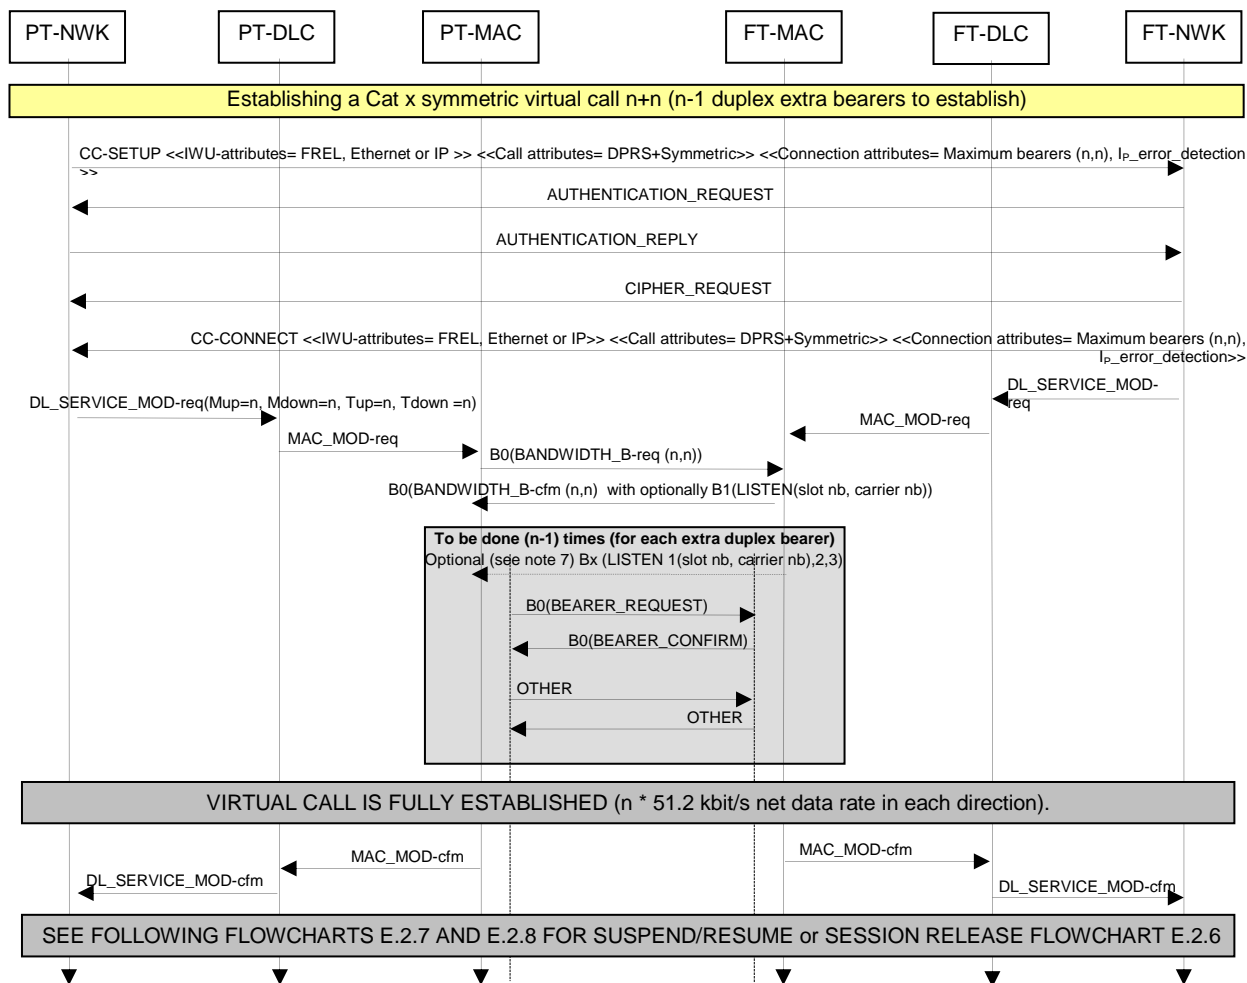 PT-NWK PT-DLC PT-MAC FT-MAC FT-DLC FT-NWK
Establishing a Cat x symmetric virtual call n+n (n-1 duplex extra bearers to establish)
CC-SETUP <<IWU-attributes= FREL, Ethernet or IP >> <<Call attributes= DPRS+Symmetric>> <<Connection attributes= Maximum bearers (n,n), IP_error_detection
>>
AUTHENTICATION_REQUEST
AUTHENTICATION_REPLY
CIPHER_REQUEST
CC-CONNECT <<IWU-attributes= FREL, Ethernet or IP>> <<Call attributes= DPRS+Symmetric>> <<Connection attributes= Maximum bearers (n,n),
IP_error_detection>>
DL_SERVICE_MOD-
req
DL_SERVICE_MOD-req(Mup=n, Mdown=n, Tup=n, Tdown =n)
MAC_MOD-req
MAC_MOD-req
B0(BANDWIDTH_B-req (n,n))
B0(BANDWIDTH_B-cfm (n,n) with optionally B1(LISTEN(slot nb, carrier nb))
To be done (n-1) times (for each extra duplex bearer)
Optional (see note 7) Bx (LISTEN 1(slot nb, carrier nb),2,3)
B0(BEARER_REQUEST)
B0(BEARER_CONFIRM)
OTHER
OTHER
VIRTUAL CALL IS FULLY ESTABLISHED (n * 51.2 kbit/s net data rate in each direction).
MAC_MOD-cfm
MAC_MOD-cfm
DL_SERVICE_MOD-cfm
DL_SERVICE_MOD-cfm
SEE FOLLOWING FLOWCHARTS E.2.7 AND E.2.8 FOR SUSPEND/RESUME or SESSION RELEASE FLOWCHART E.2.6